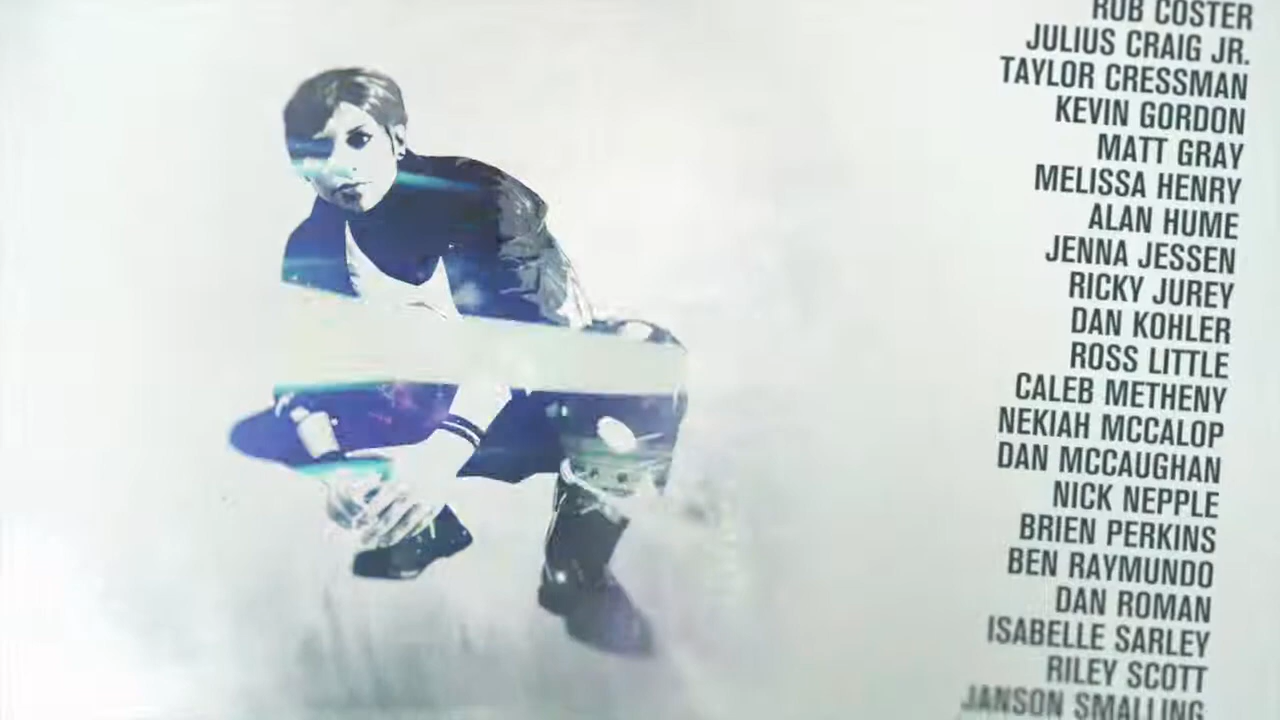 ROB COSTER
JULIUS CRAIG JR.
TAYLOR CRESSMAN
KEVIN GORDON
MATT GRAY
MELISSA HENRY
ALAN HUME
JENNA JESSEN
RICKY JUREY
DAN KOHLER
ROSS LITTLE
CALEB METHENY
NEKIAH MCCALOP
DAN MCCAUGHAN
NICK NEPPLE
BRIEN PERKINS
BEN RAYMUNDO
DAN ROMAN
ISABELLE SARLEY
RILEY SCOTT
JANSON SMALLING